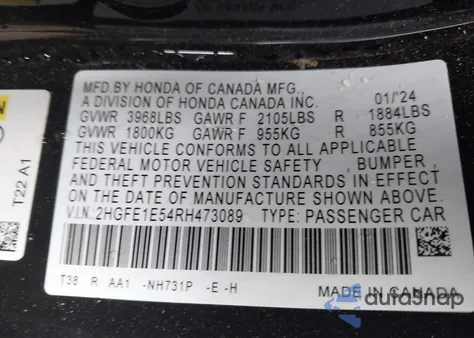 MFD.BY HONDA OF CANADA MFG.,
A DIVISION OF HONDA CANADA INC. 01/'24
GVWR 3968LBS GAWR F 2105LBS R 1884LBS
GVWR 1800KG GAWR F 955KG R 855KG
THIS VEHICLE CONFORMS TO ALL APPLICABLE
FEDERAL MOTOR VEHICLE SAFETY , BUMPER ,
AND THEFT PREVENTION STANDARDS IN EFFECT
ON THE DATE OF MANUFACTURE SHOWN ABOVE.
V.I.N:2HGFE1E54RH473089 TYPE:PASSENGER CAR
T38 R AA1 -NH731P -E -H MADE IN CANADA
T22 A1
autosnap